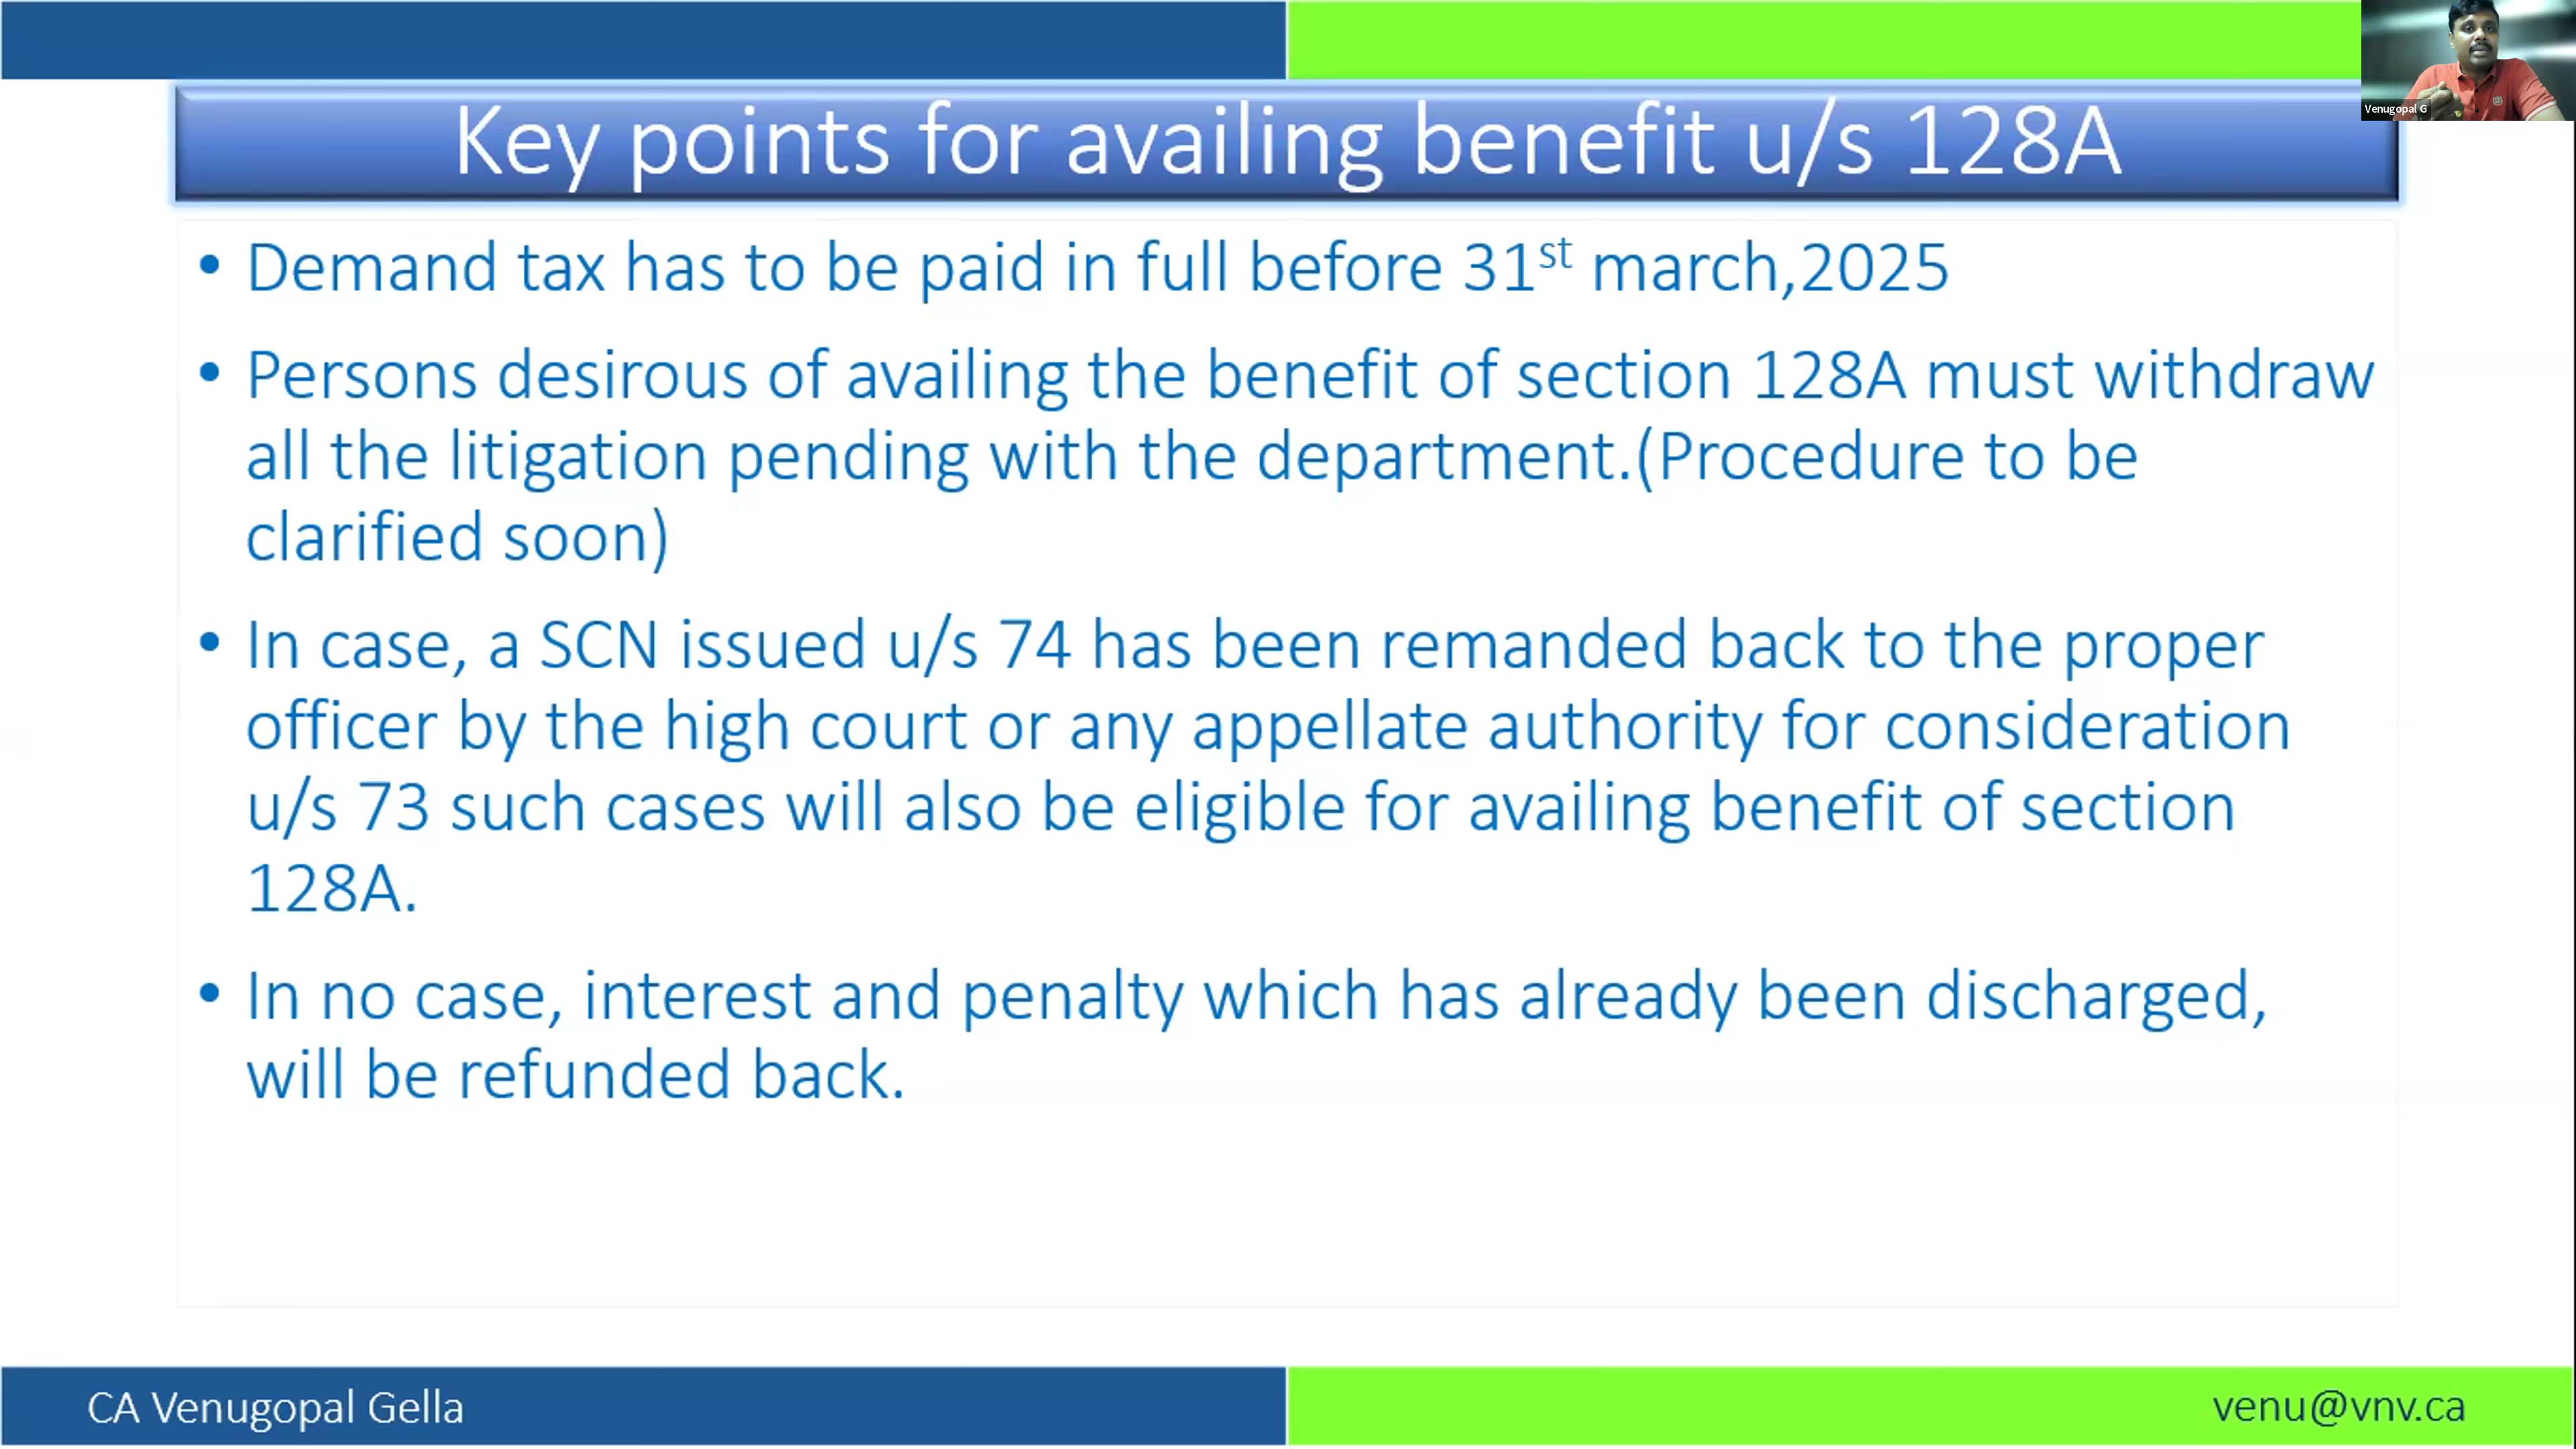 Venugopal G
Key points for availing benefit u/s 128A
• Demand tax has to be paid in full before 31st march,2025
• Persons desirous of availing the benefit of section 128A must withdraw
all the litigation pending with the department.(Procedure to be
clarified soon)
• In case, a SCN issued u/s 74 has been remanded back to the proper
officer by the high court or any appellate authority for consideration
u/s 73 such cases will also be eligible for availing benefit of section
128A.
• In no case, interest and penalty which has already been discharged,
will be refunded back.
CA Venugopal Gella
venu@vnv.ca